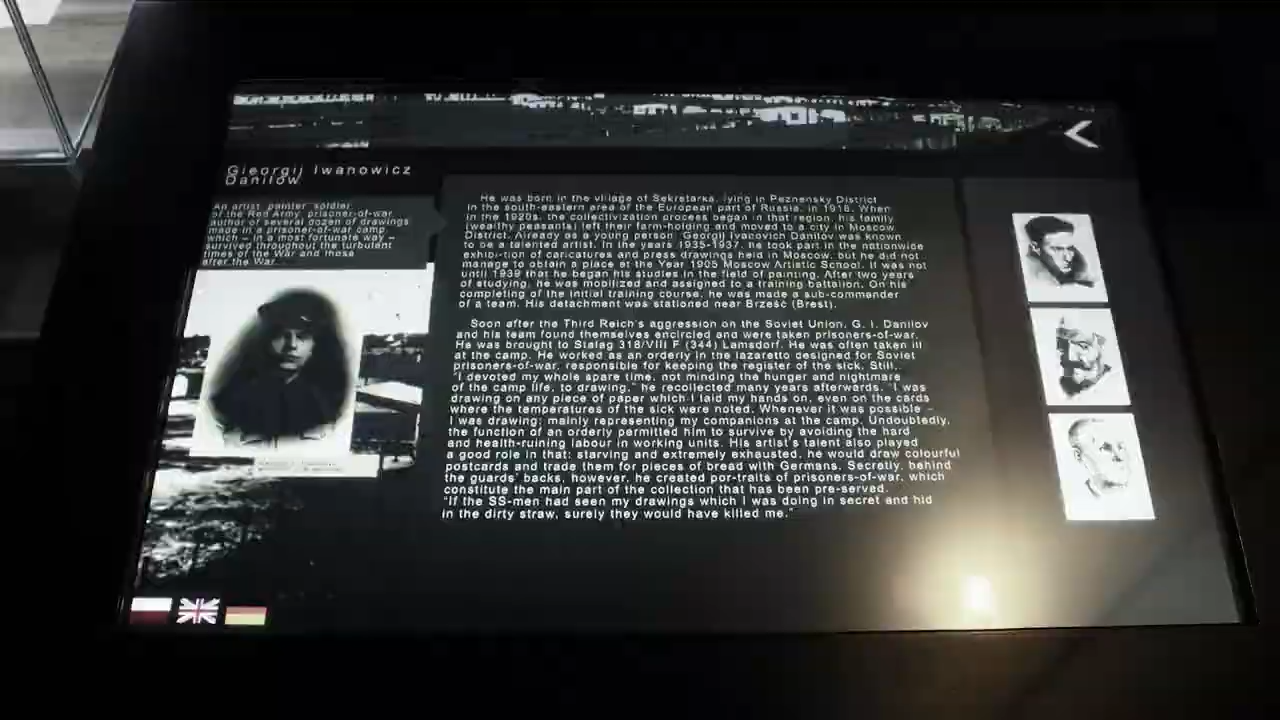 Gieorgij Iwanowicz
Daniłow
An artist painter, soldier
of the Red Army, prisoner-of-war
author of several dozen of drawings
made in a prisoner-of-war camp,
which – in a most fortunate way –
survived throughout the turbulent
times of the War and those
after the War.
He was born in the village of Sekretarka, lying in Peznensky District
in the south-eastern area of the European part of Russia, in 1916. When
in the 1920s, the collectivization process began in that region, his family
(wealthy peasants) left their farm-holding and moved to a city in Moscow
District. Already as a young person Georgij Ivanovich Danilov was known
to be a talented artist. In the years 1935-1937, he took part in the nationwide
exhibi-tion of caricatures and press drawings held in Moscow, but he did not
manage to obtain a place at the Year 1905 Moscow Artistic School. It was not
until 1939 that he began his studies in the field of painting. After two years
of studying, he was mobilized and assigned to a training battalion. On his
completing of the initial training course, he was made a sub-commander
of a team. His detachment was stationed near Brześć (Brest).
Soon after the Third Reich's aggression on the Soviet Union, G. I. Danilov
and his team found themselves encircled and were taken prisoners-of-war.
He was brought to Stalag 318/VIII F (344) Lamsdorf. He was often taken ill
at the camp. He worked as an orderly in the lazaretto designed for Soviet
prisoners-of-war, responsible for keeping the register of the sick. Still,
"I devoted my whole spare time, not minding the hunger and nightmare
of the camp life, to drawing," he recollected many years afterwards. "I was
drawing on any piece of paper which I laid my hands on, even on the cards
where the temperatures of the sick were noted. Whenever it was possible –
I was drawing; mainly representing my companions at the camp. Undoubtedly,
the function of an orderly permitted him to survive by avoiding the hard
and health-ruining labour in working units. His artist's talent also played
a good role in that: starving and extremely exhausted, he would draw colourful
postcards and trade them for pieces of bread with Germans. Secretly, behind
the guards' backs, however, he created por-traits of prisoners-of-war, which
constitute the main part of the collection that has been pre-served.
"If the SS-men had seen my drawings which I was doing in secret and hid
in the dirty straw, surely they would have killed me."